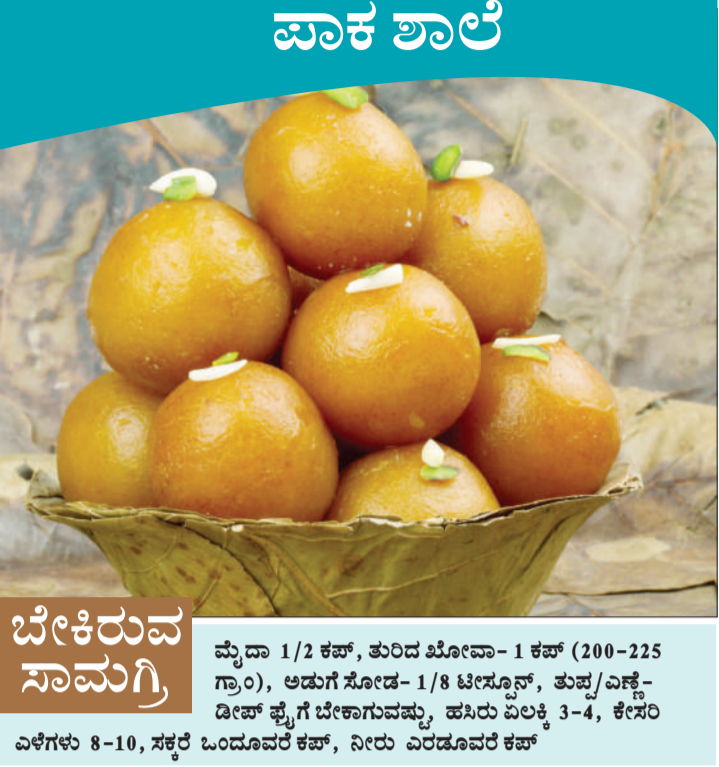 ಪಾಕ ಶಾಲೆ
ಬೇಕಿರುವ
ಸಾಮಗ್ರಿ
ಮೈದಾ 1/2 ಕಪ್, ತುರಿದ ಖೋವಾ- 1 ಕಪ್ (200-225
ಗ್ರಾಂ), ಅಡುಗೆ ಸೋಡ- 1/8 ಟೀಸ್ಪೂನ್, ತುಪ್ಪ/ಎಣ್ಣೆ-
ಡೀಪ್ ಫ್ರೈಗೆ ಬೇಕಾಗುವಷ್ಟು, ಹಸಿರು ಏಲಕ್ಕಿ 3-4, ಕೇಸರಿ
ಎಳೆಗಳು 8-10, ಸಕ್ಕರೆ ಒಂದೂವರೆ ಕಪ್, ನೀರು ಎರಡೂವರೆ ಕಪ್